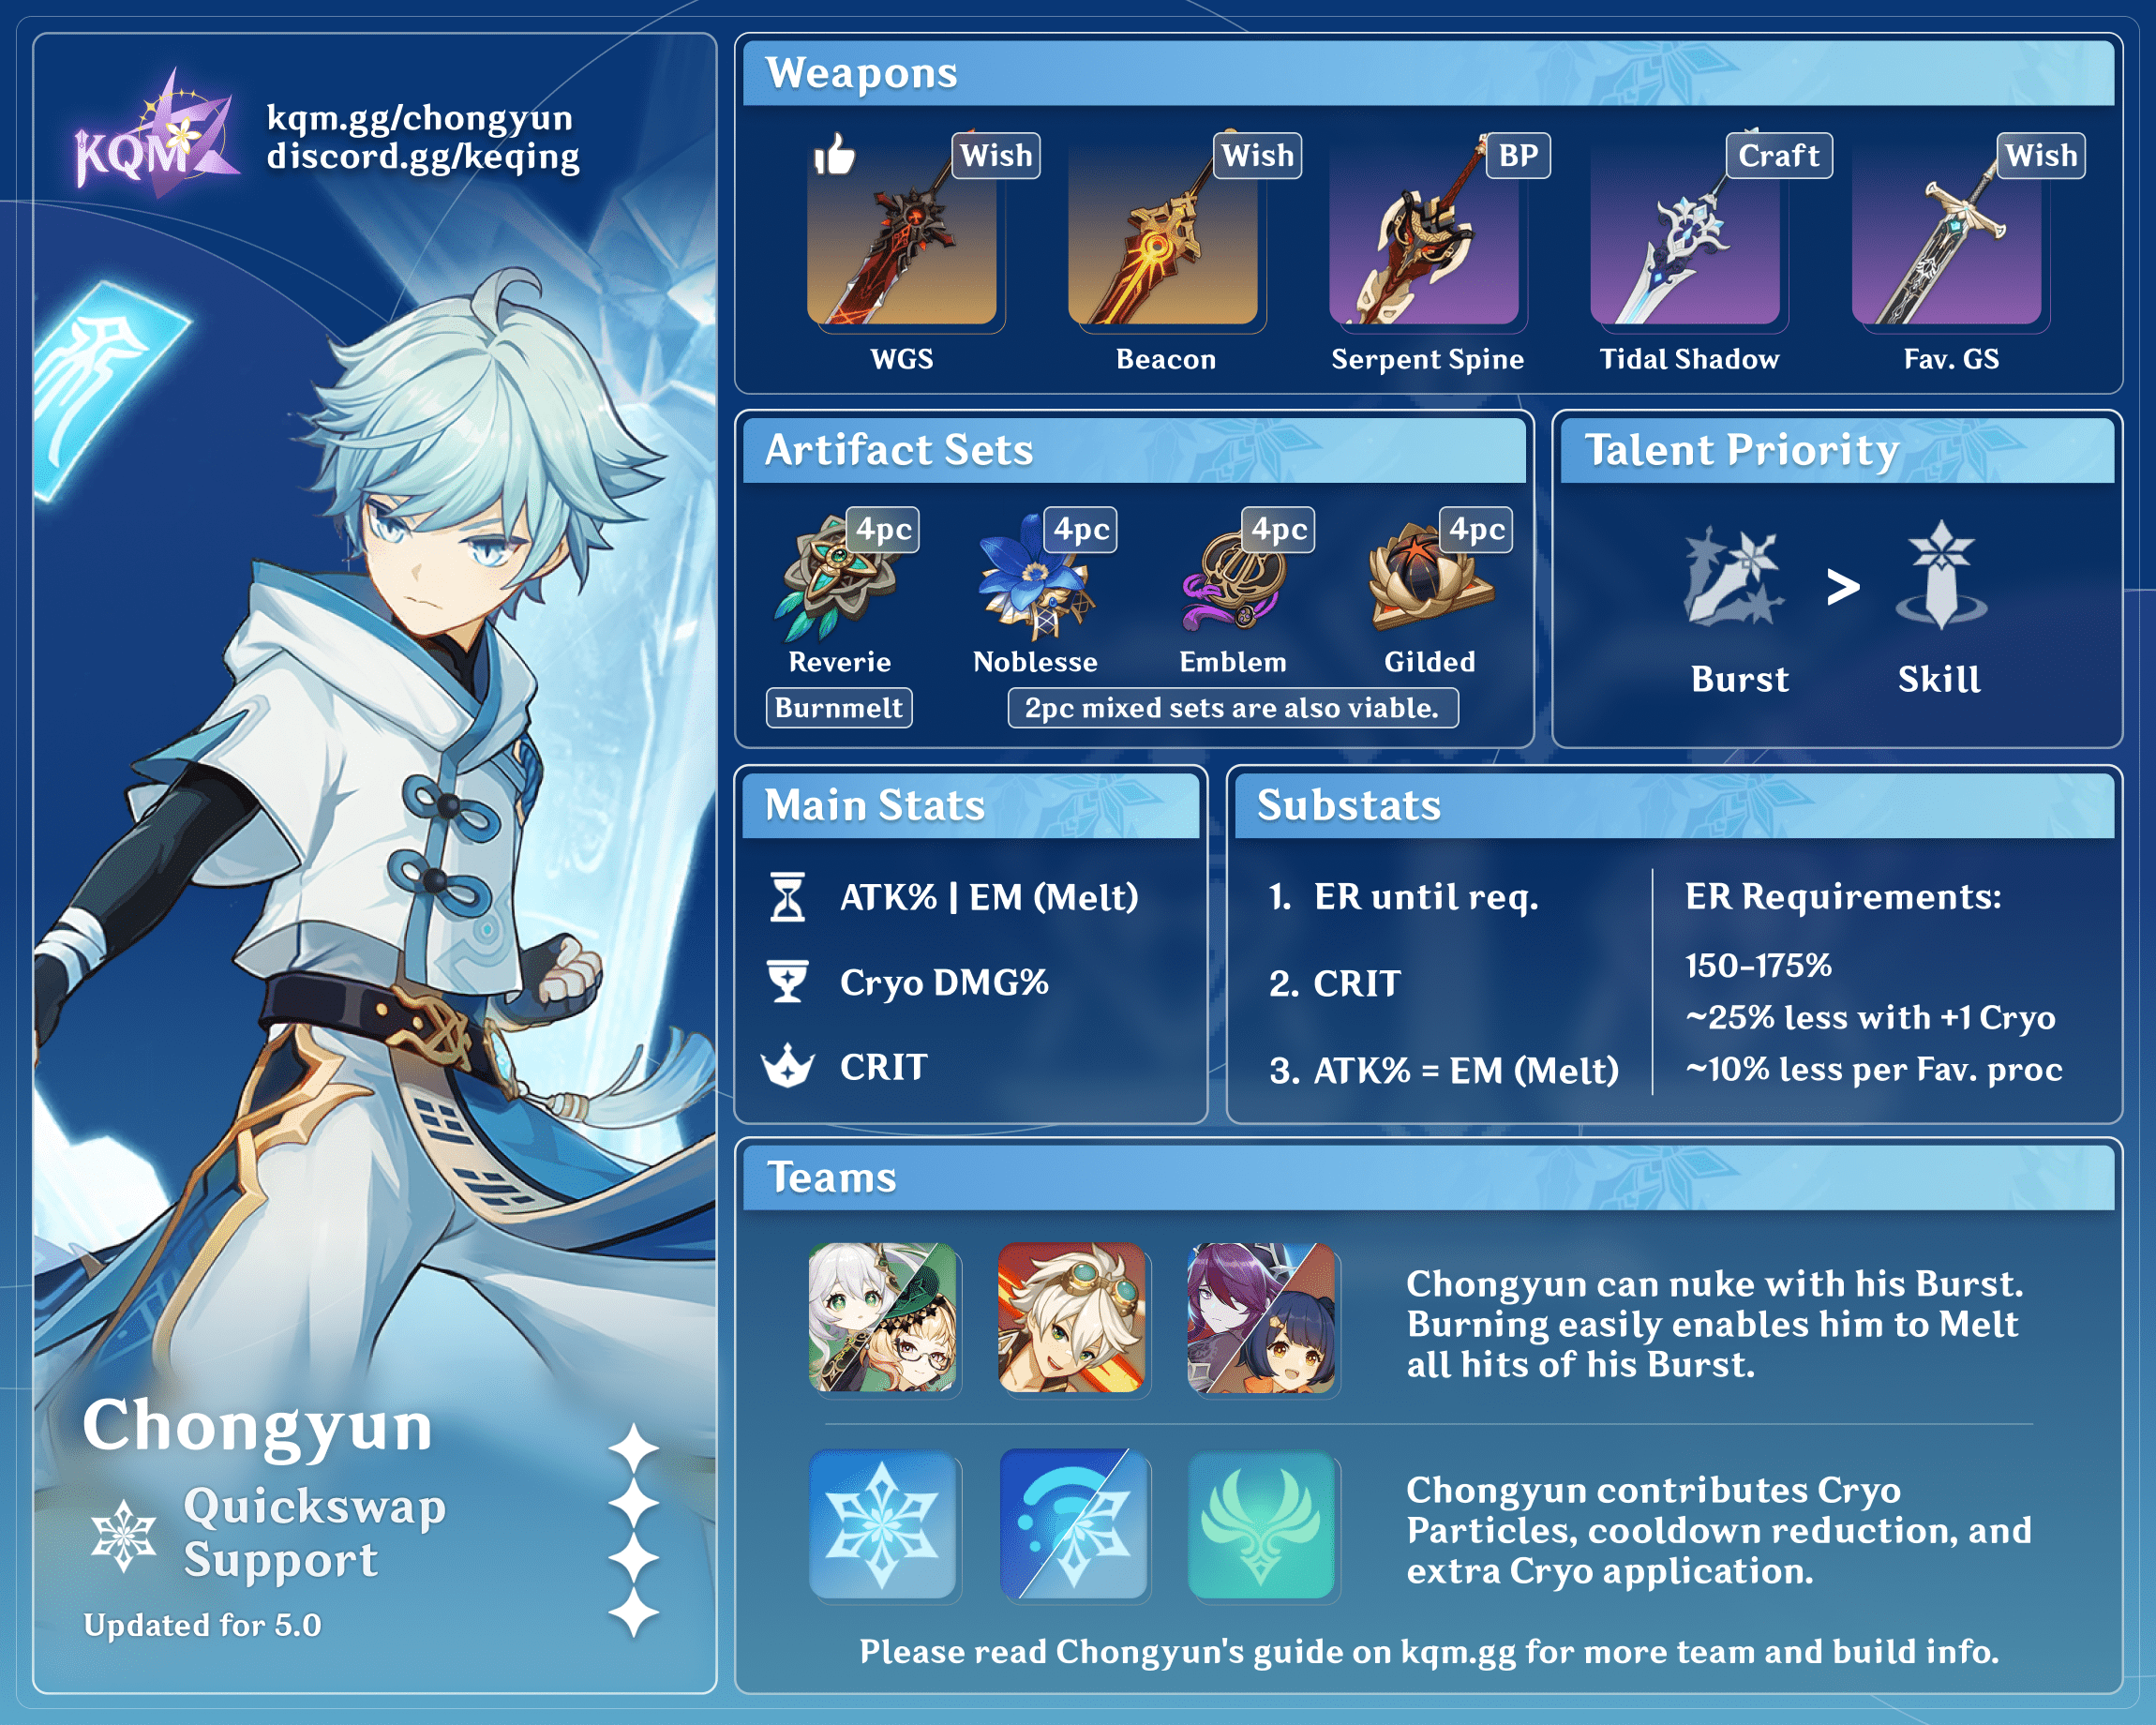 KQM
kqm.gg/chongyun
discord.gg/keqing
Chongyun
Quickswap
Support
Updated for 5.0
Weapons
Wish
Wish
BP
Craft
Wish
WGS
Beacon
Serpent Spine
Tidal Shadow
Fav. GS
Artifact Sets
4pc
4pc
4pc
4pc
Reverie
Noblesse
Emblem
Gilded
Burnmelt
2pc mixed sets are also viable.
Talent Priority
>
Burst
Skill
Main Stats
ATK% | EM (Melt)
Cryo DMG%
CRIT
Substats
1. ER until req.
2. CRIT
3. ATK% = EM (Melt)
ER Requirements:
150-175%
~25% less with +1 Cryo
~10% less per Fav. proc
Teams
Chongyun can nuke with his Burst.
Burning easily enables him to Melt
all hits of his Burst.
Chongyun contributes Cryo
Particles, cooldown reduction, and
extra Cryo application.
Please read Chongyun's guide on kqm.gg for more team and build info.